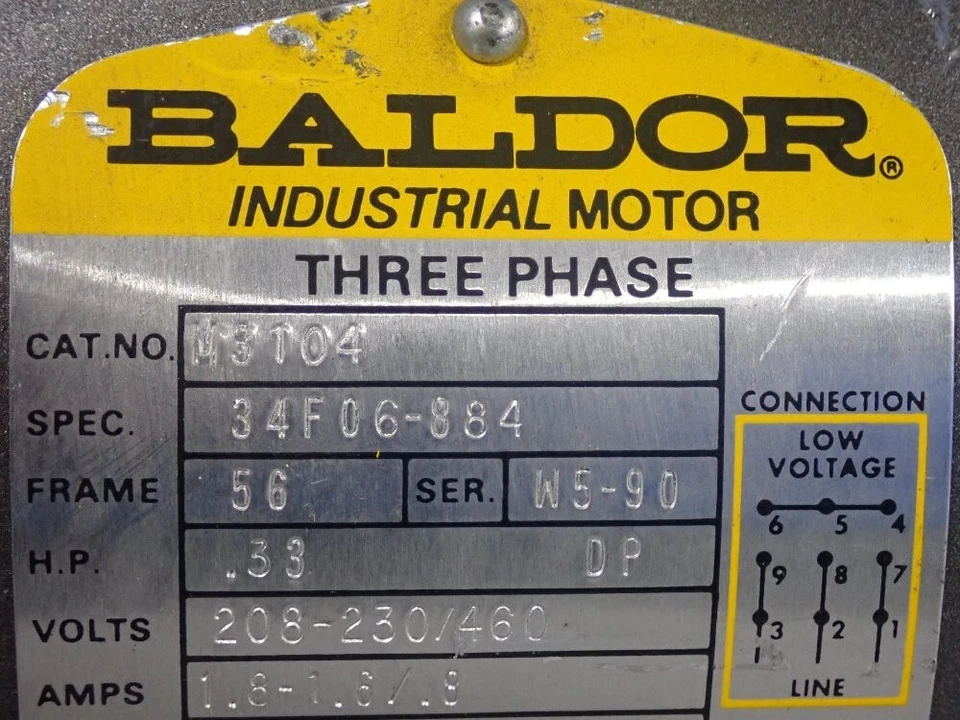 BALDOR®
INDUSTRIAL MOTOR
THREE PHASE
CAT.NO. M3104
SPEC. 34F06-884
FRAME 56 SER. W5-90
H.P. .33 DP
VOLTS 208-230/460
AMPS 1.8-1.6/.8
CONNECTION
LOW
VOLTAGE
6 5 4
9 8 7
3 2 1
LINE